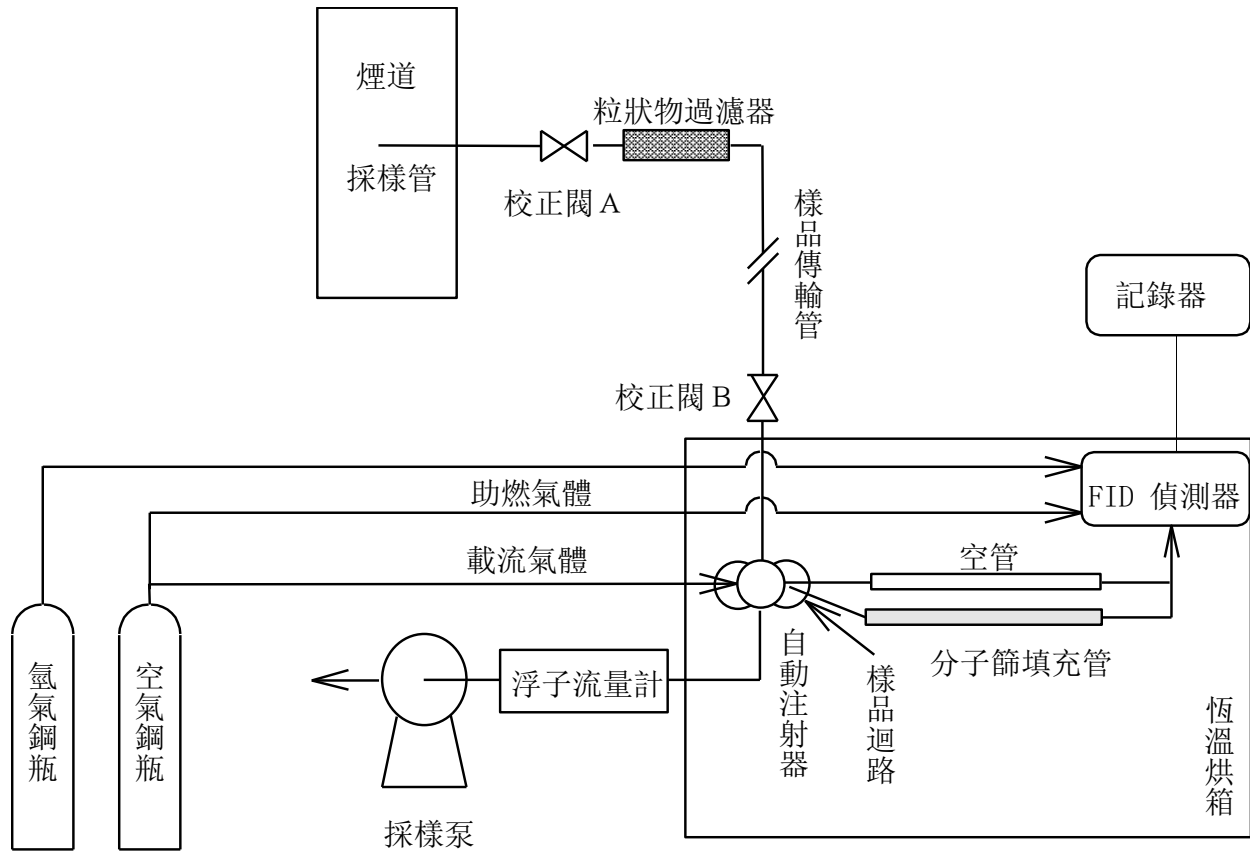 煙道
採樣管
粒狀物過濾器
校正閥A
樣品傳輸管
記錄器
校正閥B
助燃氣體
FID 偵測器
載流氣體
空管
分子篩填充管
氫氣鋼瓶
空氣鋼瓶
浮子流量計
自動注射器
樣品迴路
恆溫烘箱
採樣泵